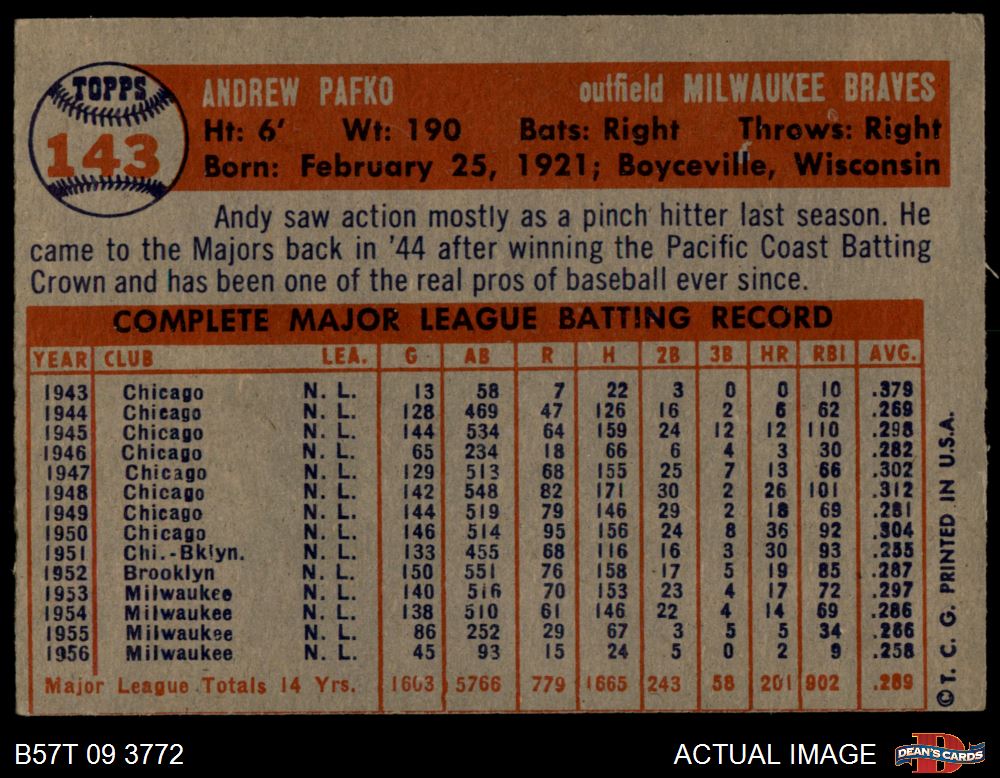 TOPPS
143
ANDREW PAFKO outfield MILWAUKEE BRAVES
Ht: 6' Wt: 190 Bats: Right Throws: Right
Born: February 25, 1921; Boyceville, Wisconsin
Andy saw action mostly as a pinch hitter last season. He
came to the Majors back in '44 after winning the Pacific Coast Batting
Crown and has been one of the real pros of baseball ever since.
COMPLETE MAJOR LEAGUE BATTING RECORD
YEAR CLUB LEA. G AB R H 2B 3B HR RBI AVG.
1943 Chicago N. L. 13 58 7 22 3 0 0 10 .379
1944 Chicago N. L. 128 469 47 126 16 2 6 62 .269
1945 Chicago N. L. 144 534 64 159 24 12 12 110 .298
1946 Chicago N. L. 65 234 18 66 6 4 3 30 .282
1947 Chicago N. L. 129 513 68 155 25 7 13 66 .302
1948 Chicago N. L. 142 548 82 171 30 2 26 101 .312
1949 Chicago N. L. 144 519 79 146 29 2 18 69 .281
1950 Chicago N. L. 146 514 95 156 24 8 36 92 .304
1951 Chi.-Bklyn. N. L. 133 455 68 116 16 3 30 93 .255
1952 Brooklyn N. L. 150 551 76 158 17 5 19 85 .287
1953 Milwaukee N. L. 140 516 70 153 23 4 17 72 .297
1954 Milwaukee N. L. 138 510 61 146 22 4 14 69 .286
1955 Milwaukee N. L. 86 252 29 67 3 5 5 34 .266
1956 Milwaukee N. L. 45 93 15 24 5 0 2 9 .258
Major League Totals 14 Yrs. 1603 5766 779 1665 243 58 201 902 .289
© T. C. G. PRINTED IN U.S.A.
B57T 09 3772 ACTUAL IMAGE
DEAN'S CARDS